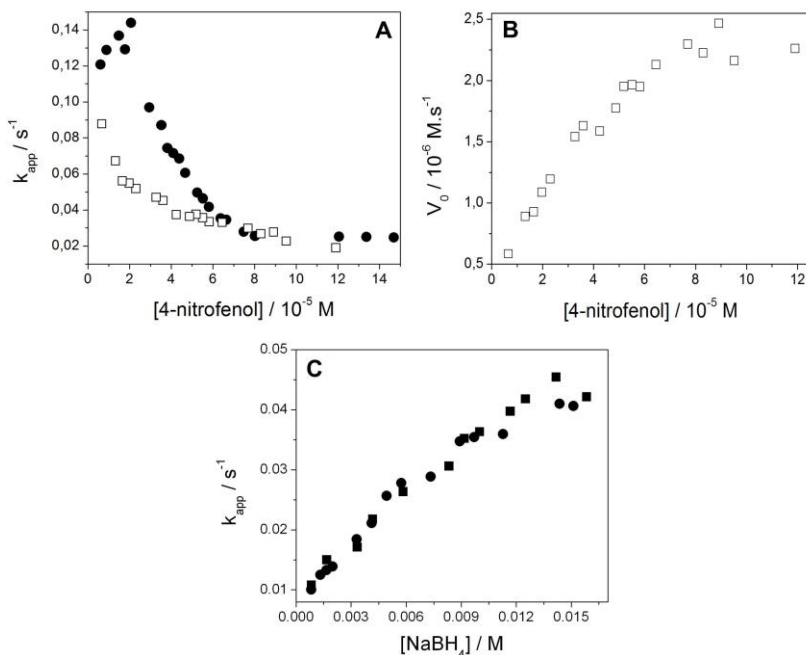 A
0,14
0,12
0,10
0,08
0,06
0,04
0,02
k_app / s⁻¹
0 2 4 6 8 10 12 14
[4-nitrofenol] / 10⁻⁵ M
B
2,5
2,0
1,5
1,0
0,5
V₀ / 10⁻⁶ M.s⁻¹
0 2 4 6 8 10 12
[4-nitrofenol] / 10⁻⁵ M
C
0.05
0.04
0.03
0.02
0.01
k_app / s⁻¹
0.000 0.003 0.006 0.009 0.012 0.015
[NaBH₄] / M